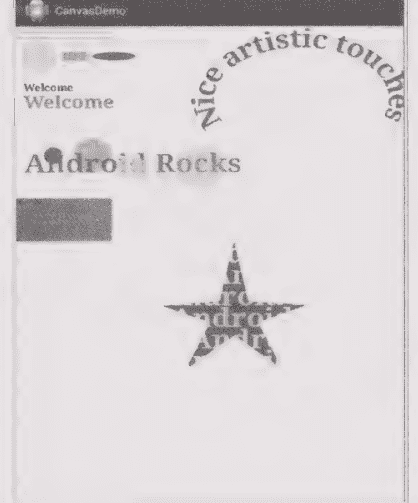 CanvasDemo
Nice artistic touches
Welcome
Welcome
Android Rocks